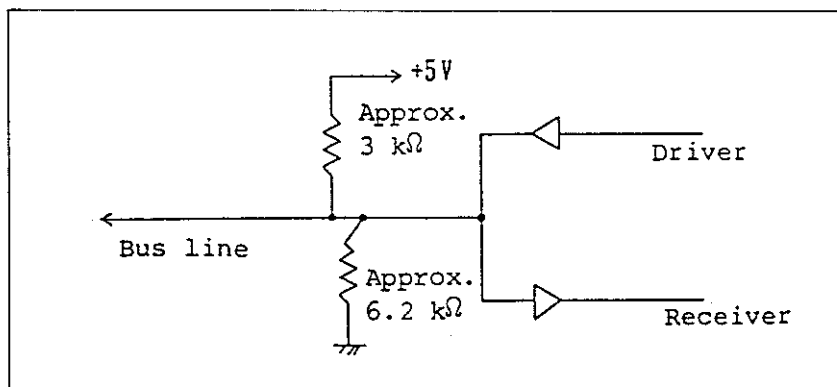 +5V
Approx.
3 kΩ
Driver
Bus line
Approx.
6.2 kΩ
Receiver